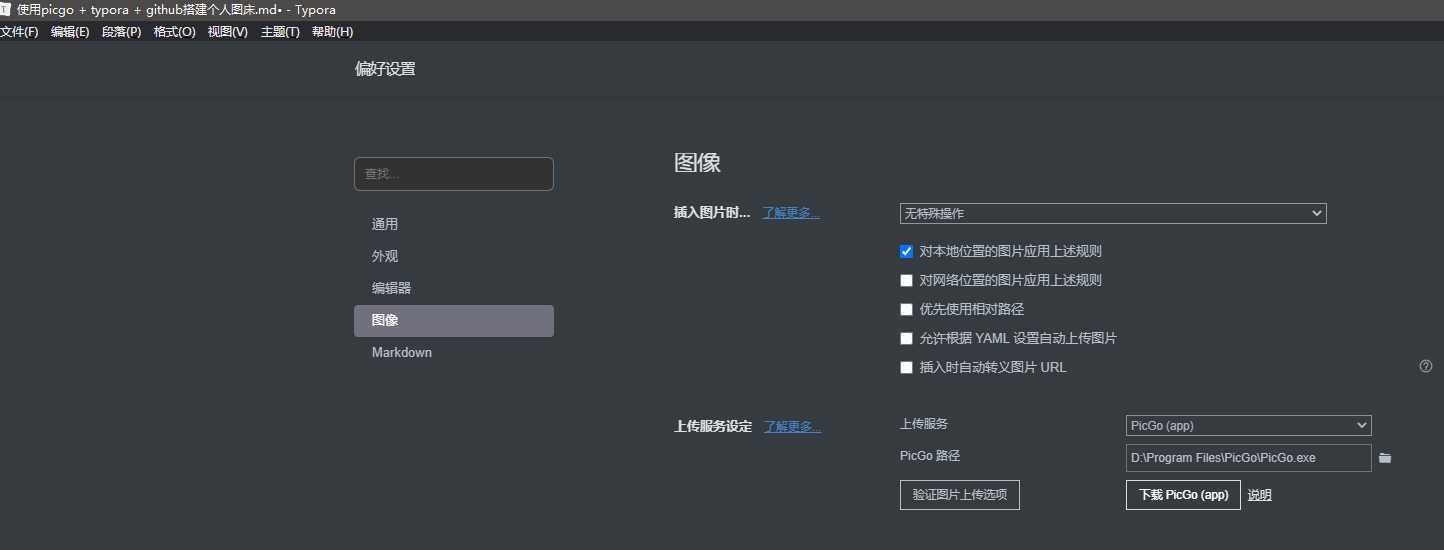 使用picgo + typora + github搭建个人图床.md• - Typora
文件(F) 编辑(E) 段落(P) 格式(O) 视图(V) 主题(T) 帮助(H)
偏好设置
查找...
通用
外观
编辑器
图像
Markdown
图像
插入图片时... 了解更多... 无特殊操作
对本地位置的图片应用上述规则
对网络位置的图片应用上述规则
优先使用相对路径
允许根据 YAML 设置自动上传图片
插入时自动转义图片 URL
上传服务设定 了解更多... 上传服务 PicGo (app)
PicGo 路径 D:\Program Files\PicGo\PicGo.exe
验证图片上传选项 下载 PicGo (app) 说明